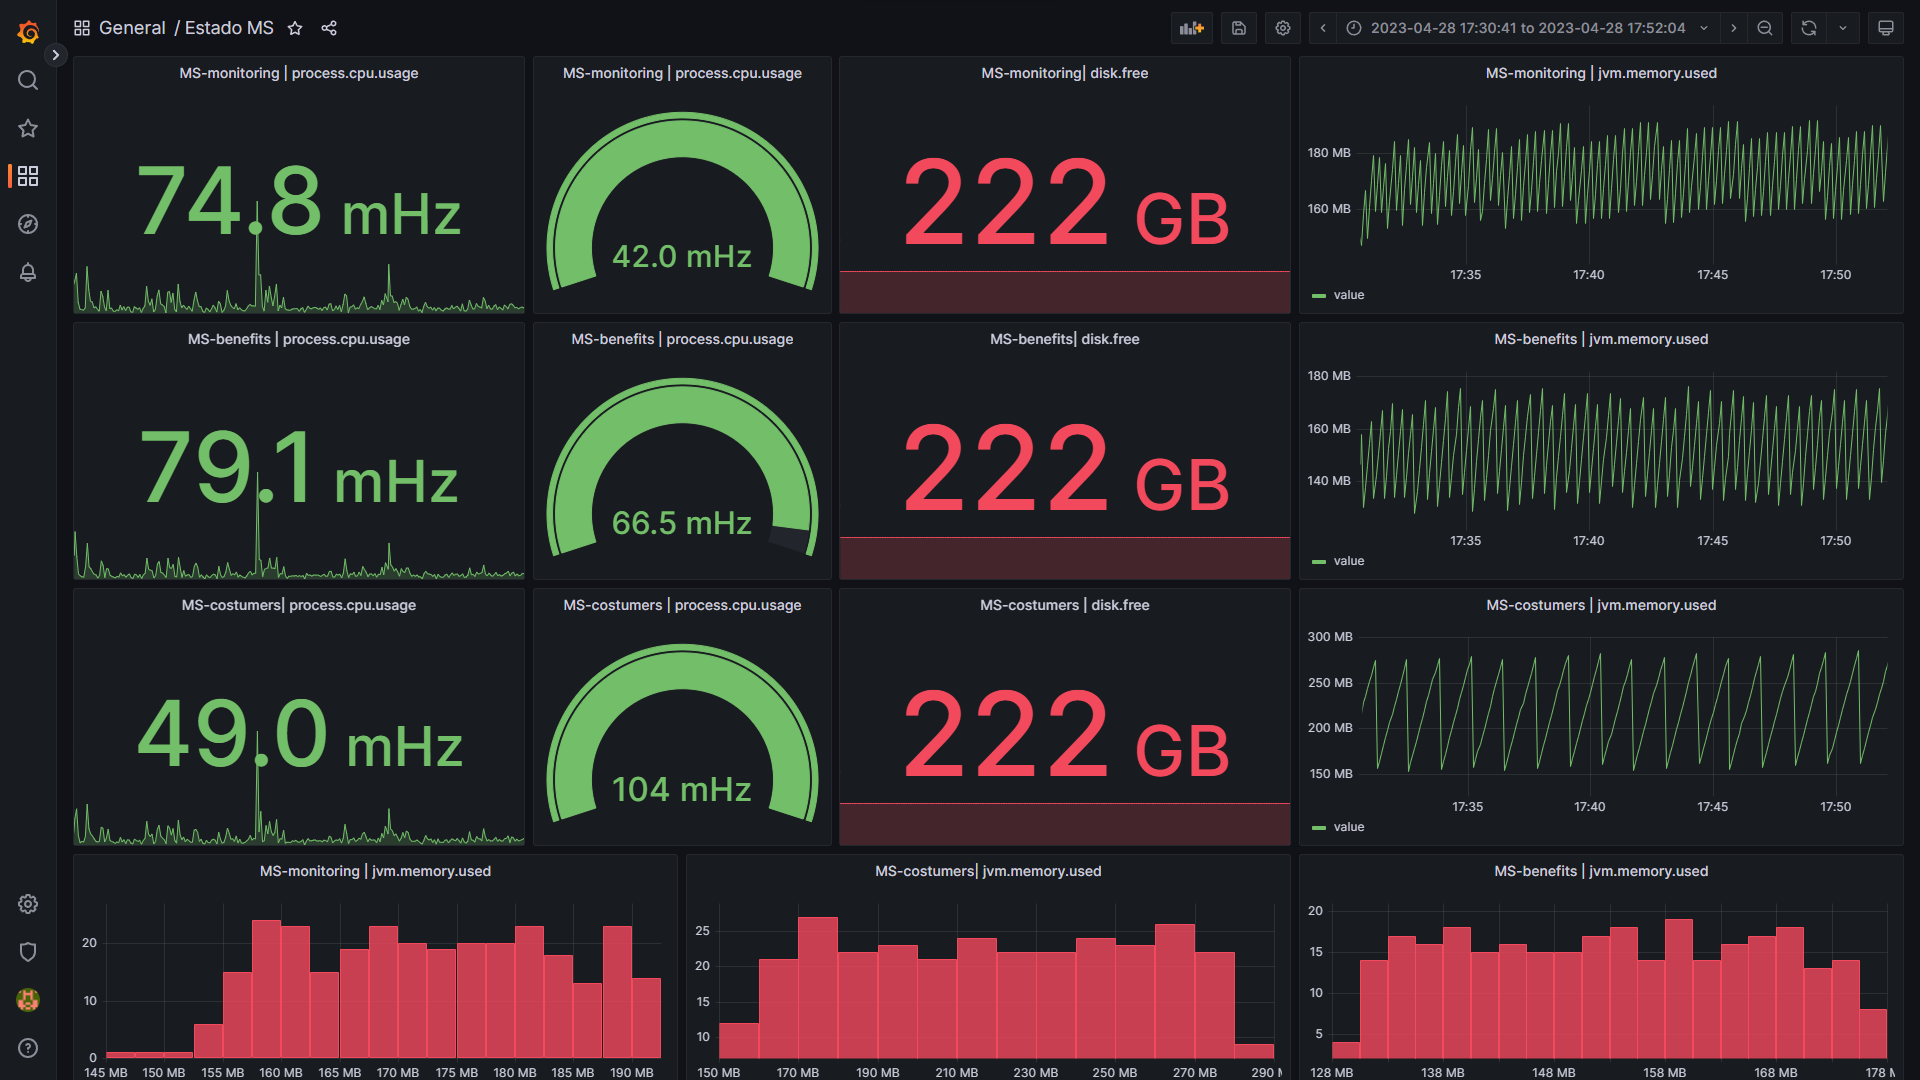 General / Estado MS
2023-04-28 17:30:41 to 2023-04-28 17:52:04
MS-monitoring | process.cpu.usage
74.8 mHz
MS-monitoring | process.cpu.usage
42.0 mHz
MS-monitoring| disk.free
222 GB
MS-monitoring | jvm.memory.used
180 MB
160 MB
17:35 17:40 17:45 17:50
value
MS-benefits | process.cpu.usage
79.1 mHz
MS-benefits | process.cpu.usage
66.5 mHz
MS-benefits| disk.free
222 GB
MS-benefits | jvm.memory.used
180 MB
160 MB
140 MB
17:35 17:40 17:45 17:50
value
MS-costumers| process.cpu.usage
49.0 mHz
MS-costumers | process.cpu.usage
104 mHz
MS-costumers | disk.free
222 GB
MS-costumers | jvm.memory.used
300 MB
250 MB
200 MB
150 MB
17:35 17:40 17:45 17:50
value
MS-monitoring | jvm.memory.used
20
10
0
145 MB 150 MB 155 MB 160 MB 165 MB 170 MB 175 MB 180 MB 185 MB 190 MB
MS-costumers| jvm.memory.used
25
20
15
10
150 MB 170 MB 190 MB 210 MB 230 MB 250 MB 270 MB 290 M
MS-benefits | jvm.memory.used
20
15
10
5
128 MB 138 MB 148 MB 158 MB 168 MB 178 M